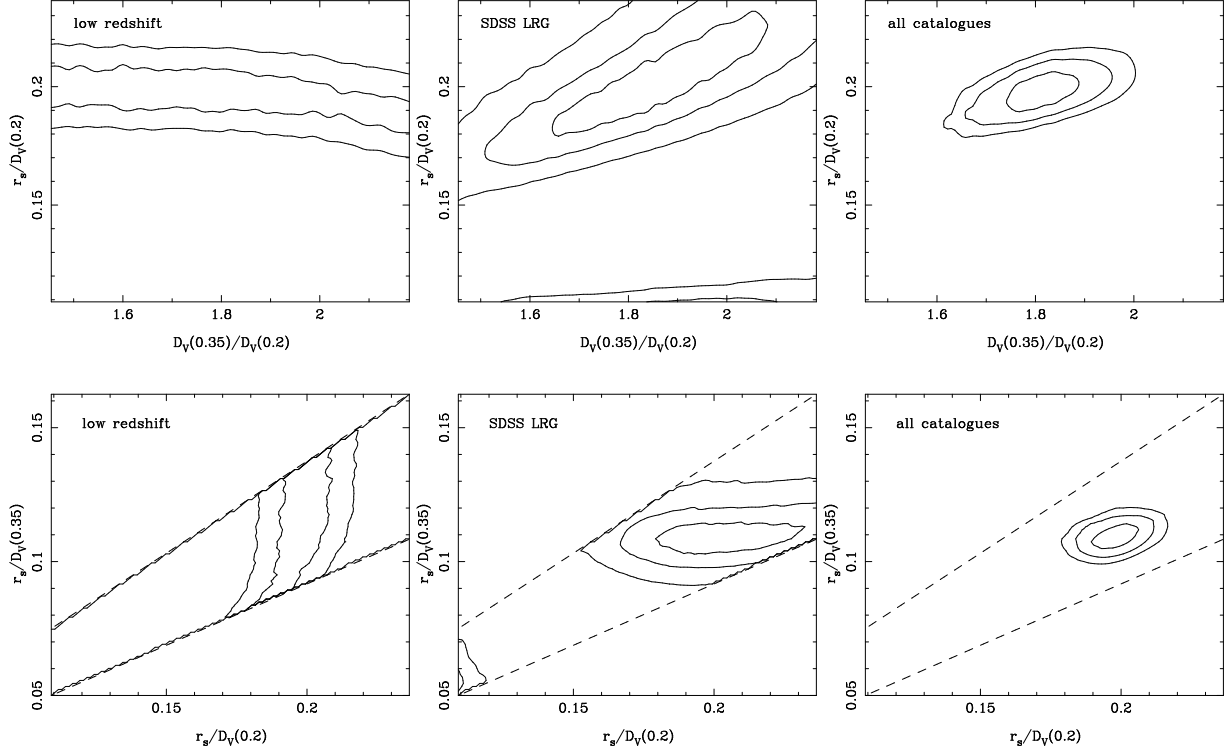 low redshift
SDSS LRG
all catalogues
r_s/D_V(0.2)
0.2
0.15
r_s/D_V(0.2)
0.2
0.15
r_s/D_V(0.2)
0.2
0.15
1.6
1.8
2
1.6
1.8
2
1.6
1.8
2
D_V(0.35)/D_V(0.2)
D_V(0.35)/D_V(0.2)
D_V(0.35)/D_V(0.2)
low redshift
SDSS LRG
all catalogues
r_s/D_V(0.35)
0.15
0.1
0.05
r_s/D_V(0.35)
0.15
0.1
0.05
r_s/D_V(0.35)
0.15
0.1
0.05
0.15
0.2
0.15
0.2
0.15
0.2
r_s/D_V(0.2)
r_s/D_V(0.2)
r_s/D_V(0.2)